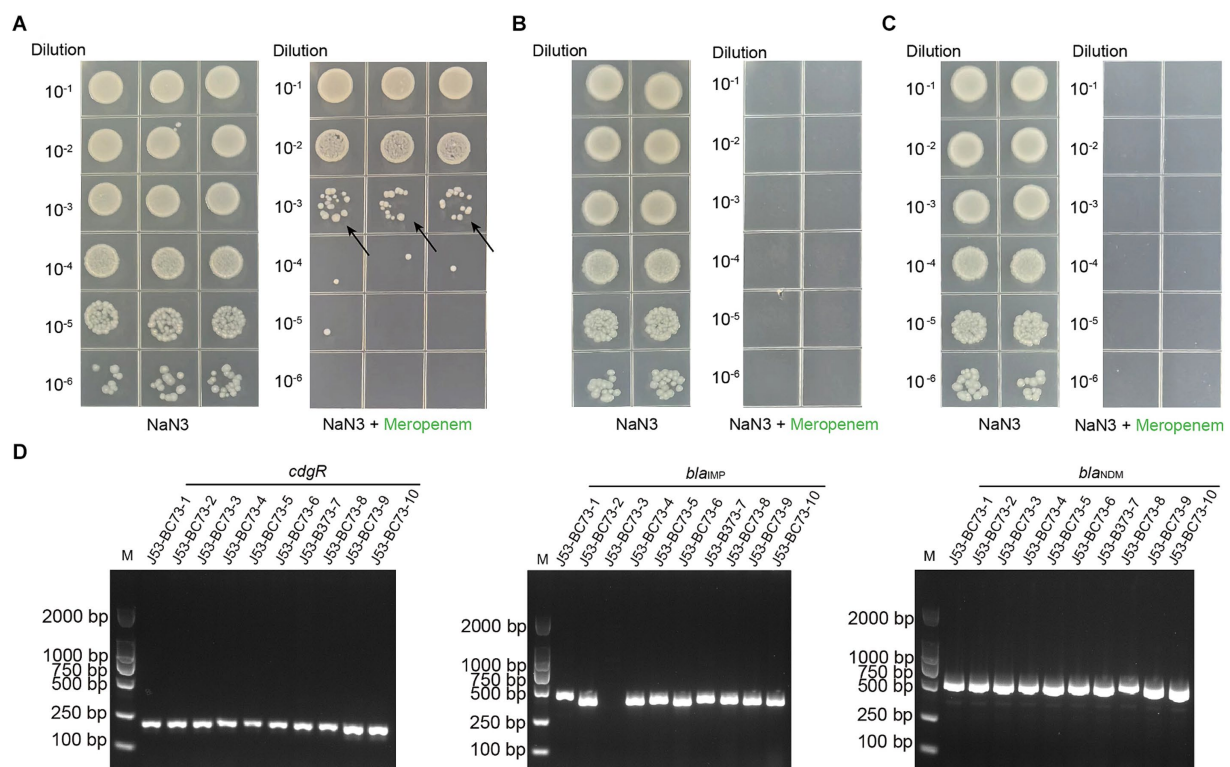 A
B
C
Dilution
Dilution
Dilution
Dilution
Dilution
Dilution
10-1
10-2
10-3
10-4
10-5
10-6
10-1
10-2
10-3
10-4
10-5
10-6
10-1
10-2
10-3
10-4
10-5
10-6
10-1
10-2
10-3
10-4
10-5
10-6
10-1
10-2
10-3
10-4
10-5
10-6
10-1
10-2
10-3
10-4
10-5
10-6
NaN3
NaN3 + Meropenem
NaN3
NaN3 + Meropenem
NaN3
NaN3 + Meropenem
D
cdgR
M
J53-BC73-1
J53-BC73-2
J53-BC73-3
J53-BC73-4
J53-BC73-5
J53-BC73-6
J53-B373-7
J53-BC73-8
J53-BC73-9
J53-BC73-10
2000 bp
1000 bp
750 bp
500 bp
250 bp
100 bp
blaIMP
M
J53-BC73-1
J53-BC73-2
J53-BC73-3
J53-BC73-4
J53-BC73-5
J53-BC73-6
J53-B373-7
J53-BC73-8
J53-BC73-9
J53-BC73-10
2000 bp
1000 bp
750 bp
500 bp
250 bp
100 bp
blaNDM
M
J53-BC73-1
J53-BC73-2
J53-BC73-3
J53-BC73-4
J53-BC73-5
J53-BC73-6
J53-B373-7
J53-BC73-8
J53-BC73-9
J53-BC73-10
2000 bp
1000 bp
750 bp
500 bp
250 bp
100 bp